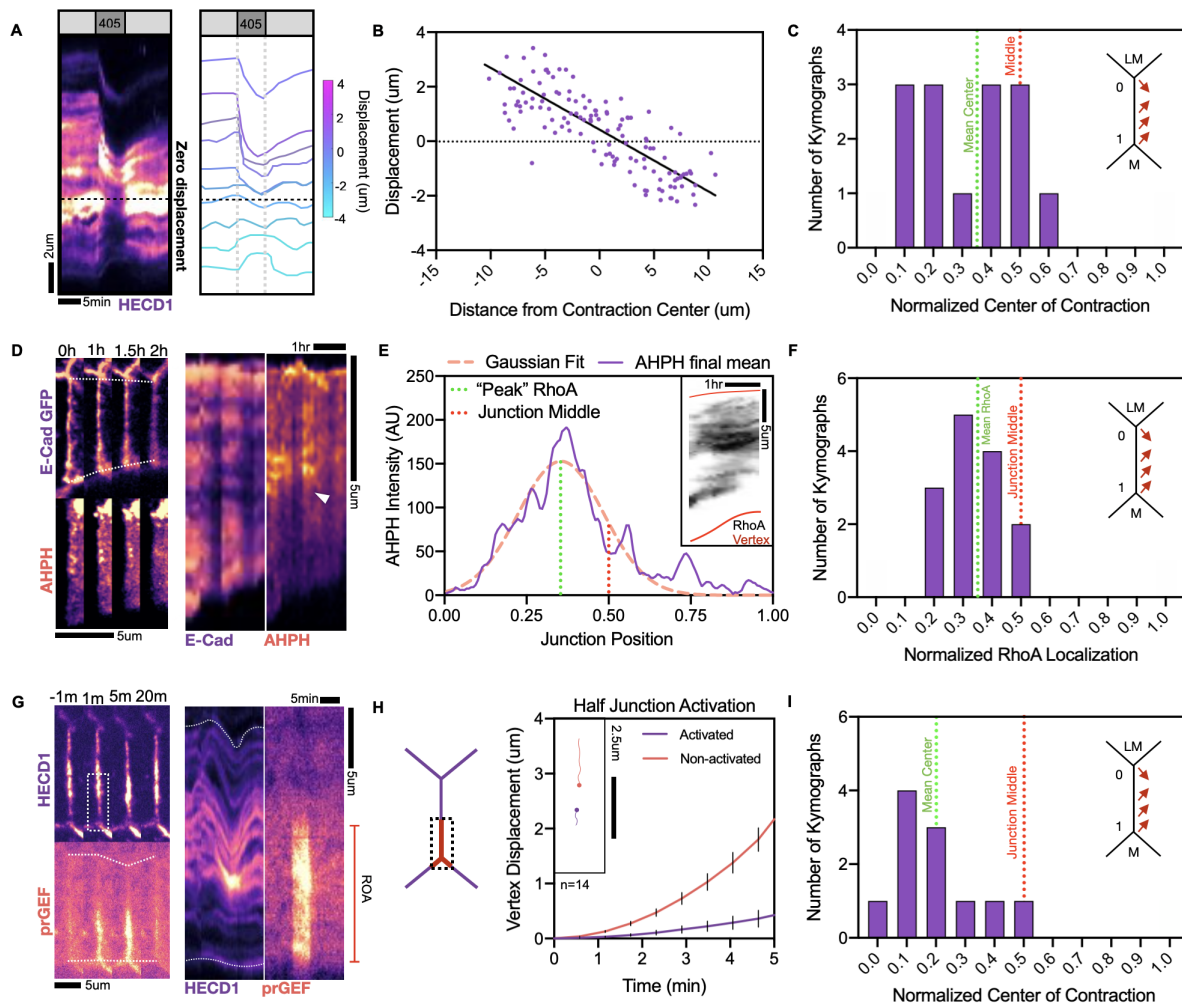 A
405
405
Zero displacement
4
2
0
-2
-4
Displacement (um)
2um
5min
HECD1
B
Displacement (um)
4
2
0
-2
-4
-15
-10
-5
0
5
10
15
Distance from Contraction Center (um)
C
Number of Kymographs
4
3
2
1
0
Mean Center
Middle
LM
0
1
M
0.0
0.1
0.2
0.3
0.4
0.5
0.6
0.7
0.8
0.9
1.0
Normalized Center of Contraction
D
0h 1h 1.5h 2h
E-Cad GFP
AHPH
5um
1hr
5um
E-Cad
AHPH
E
Gaussian Fit
AHPH final mean
"Peak" RhoA
Junction Middle
AHPH Intensity (AU)
250
200
150
100
50
0
1hr
5um
RhoA
Vertex
0.00
0.25
0.50
0.75
1.00
Junction Position
F
Number of Kymographs
6
4
2
0
Mean RhoA
Junction Middle
LM
0
1
M
0.0
0.1
0.2
0.3
0.4
0.5
0.6
0.7
0.8
0.9
1.0
Normalized RhoA Localization
G
-1m 1m 5m 20m
HECD1
prGEF
5um
5min
5um
ROA
HECD1
prGEF
H
Half Junction Activation
Vertex Displacement (um)
4
3
2
1
0
2.5um
Activated
Non-activated
n=14
0
1
2
3
4
5
Time (min)
I
Number of Kymographs
6
4
2
0
Mean Center
Junction Middle
LM
0
1
M
0.0
0.1
0.2
0.3
0.4
0.5
0.6
0.7
0.8
0.9
1.0
Normalized Center of Contraction